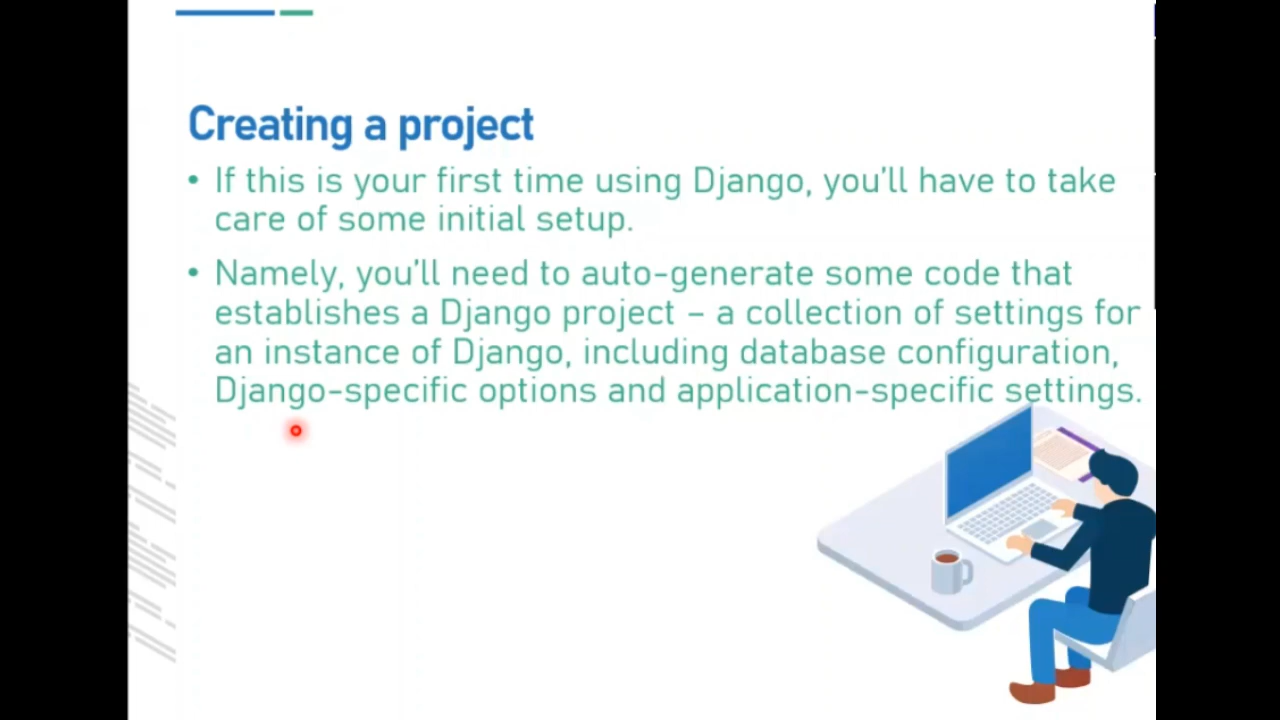 Creating a project
• If this is your first time using Django, you'll have to take
care of some initial setup.
• Namely, you'll need to auto-generate some code that
establishes a Django project – a collection of settings for
an instance of Django, including database configuration,
Django-specific options and application-specific settings.